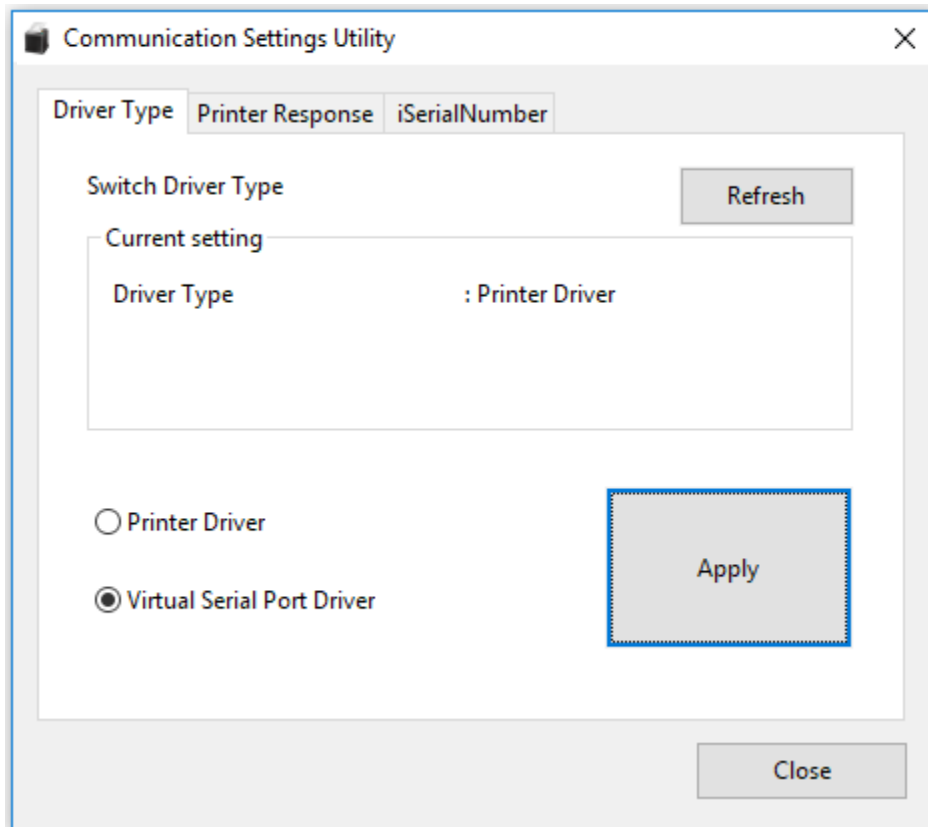 Communication Settings Utility
Driver Type Printer Response iSerialNumber
Switch Driver Type Refresh
Current setting
Driver Type : Printer Driver
Printer Driver
Apply
Virtual Serial Port Driver
Close